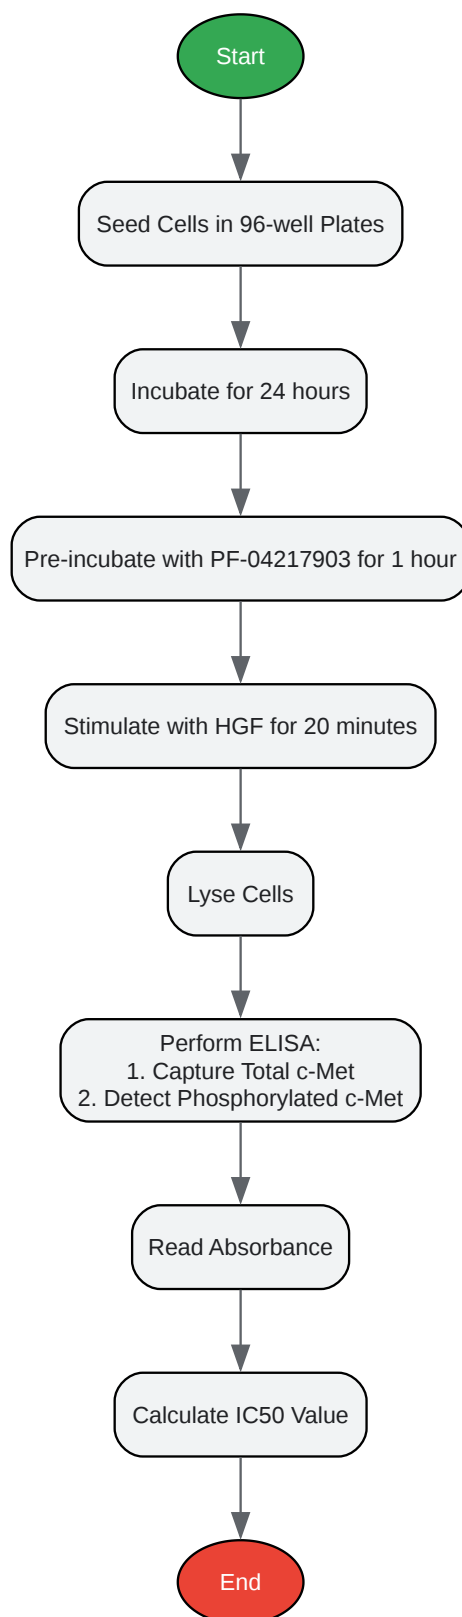 Start
Seed Cells in 96-well Plates
Incubate for 24 hours
Pre-incubate with PF-04217903 for 1 hour
Stimulate with HGF for 20 minutes
Lyse Cells
Perform ELISA:
1. Capture Total c-Met
2. Detect Phosphorylated c-Met
Read Absorbance
Calculate IC50 Value
End